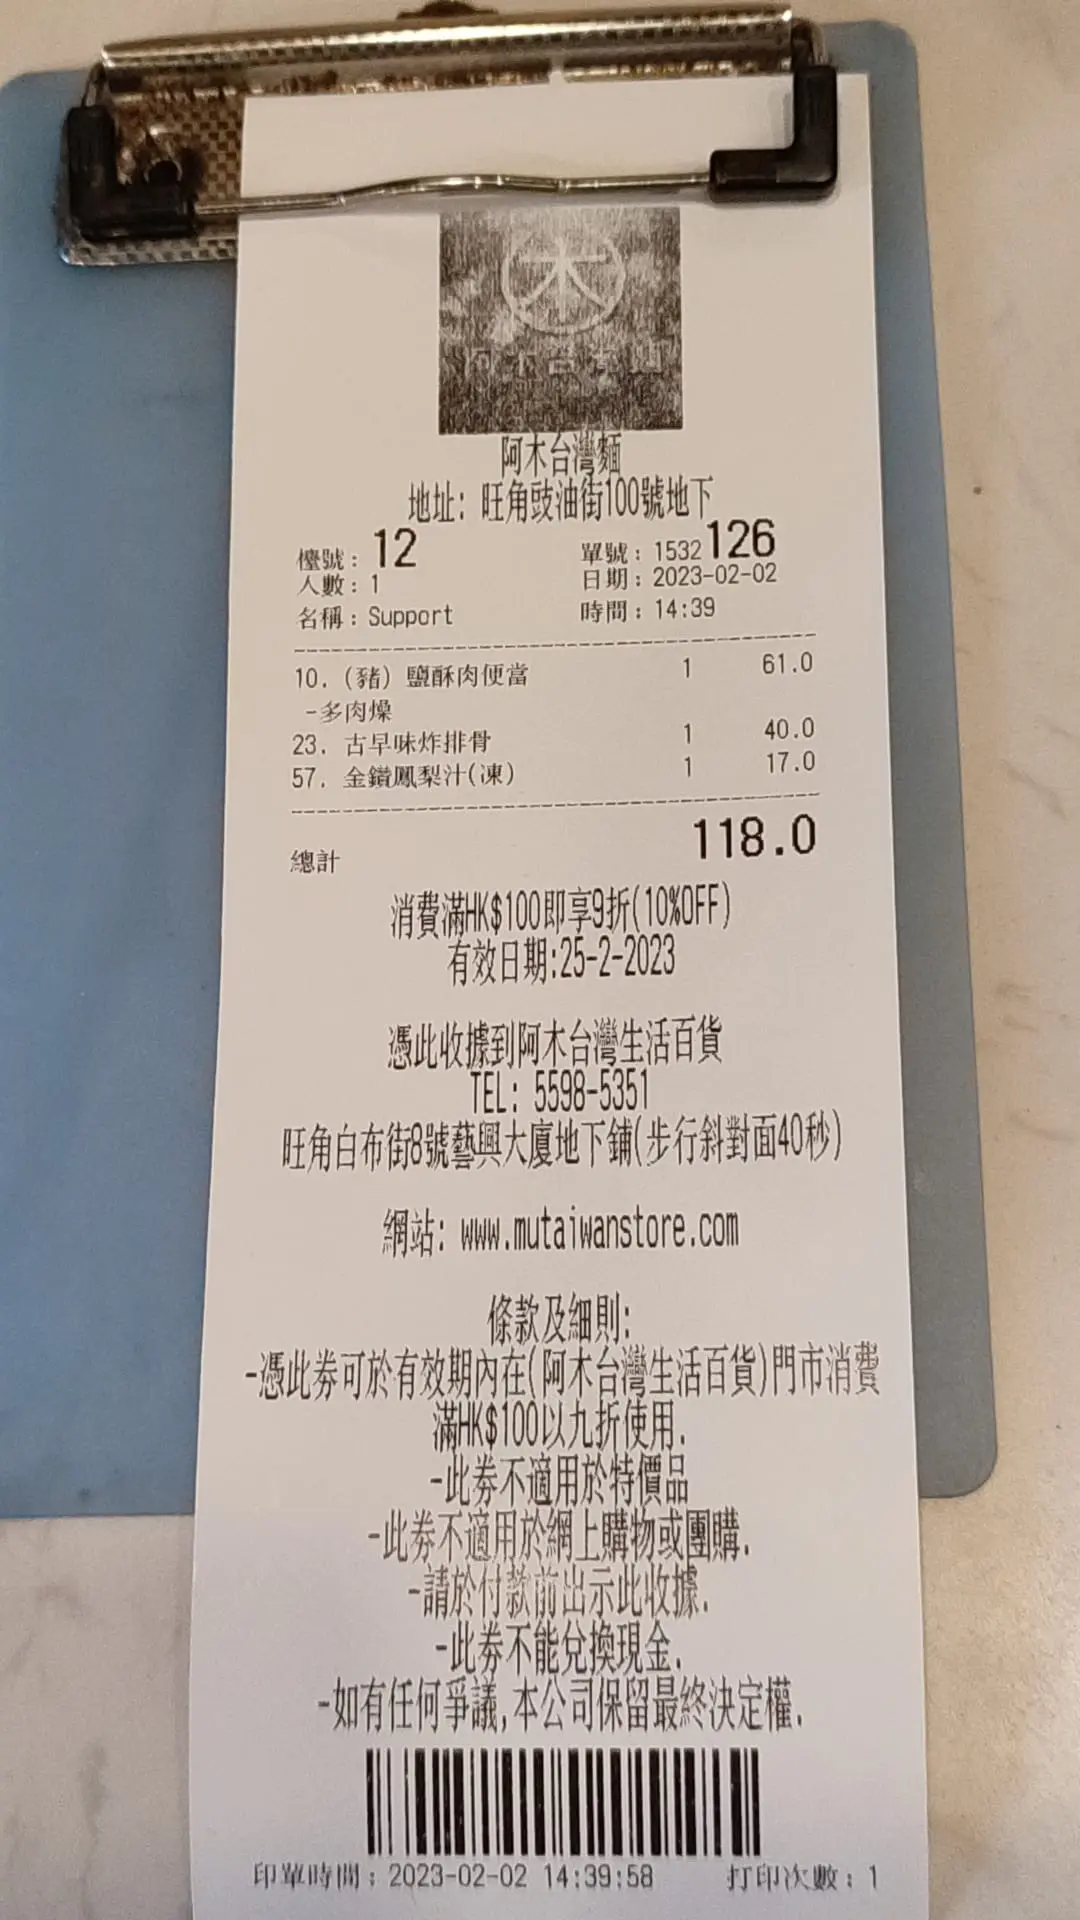 木
阿木台灣麵
阿木台灣麵
地址: 旺角豉油街100號地下
檯號: 12 單號: 1532 126
人數: 1 日期: 2023-02-02
名稱: Support 時間: 14:39
10. (豬) 鹽酥肉便當 1 61.0
-多肉燥
23. 古早味炸排骨 1 40.0
57. 金鑽鳳梨汁(凍) 1 17.0
總計 118.0
消費滿HK$100即享9折(10%OFF)
有效日期:25-2-2023
憑此收據到阿木台灣生活百貨
TEL: 5598-5351
旺角白布街8號藝興大廈地下鋪(步行斜對面40秒)
網站: www.mutaiwanstore.com
條款及細則:
-憑此劵可於有效期內在(阿木台灣生活百貨)門市消費
滿HK$100以九折使用.
-此劵不適用於特價品
-此劵不適用於網上購物或團購.
-請於付款前出示此收據.
-此劵不能兌換現金.
-如有任何爭議,本公司保留最終決定權.
印單時間: 2023-02-02 14:39:58 打印次數: 1